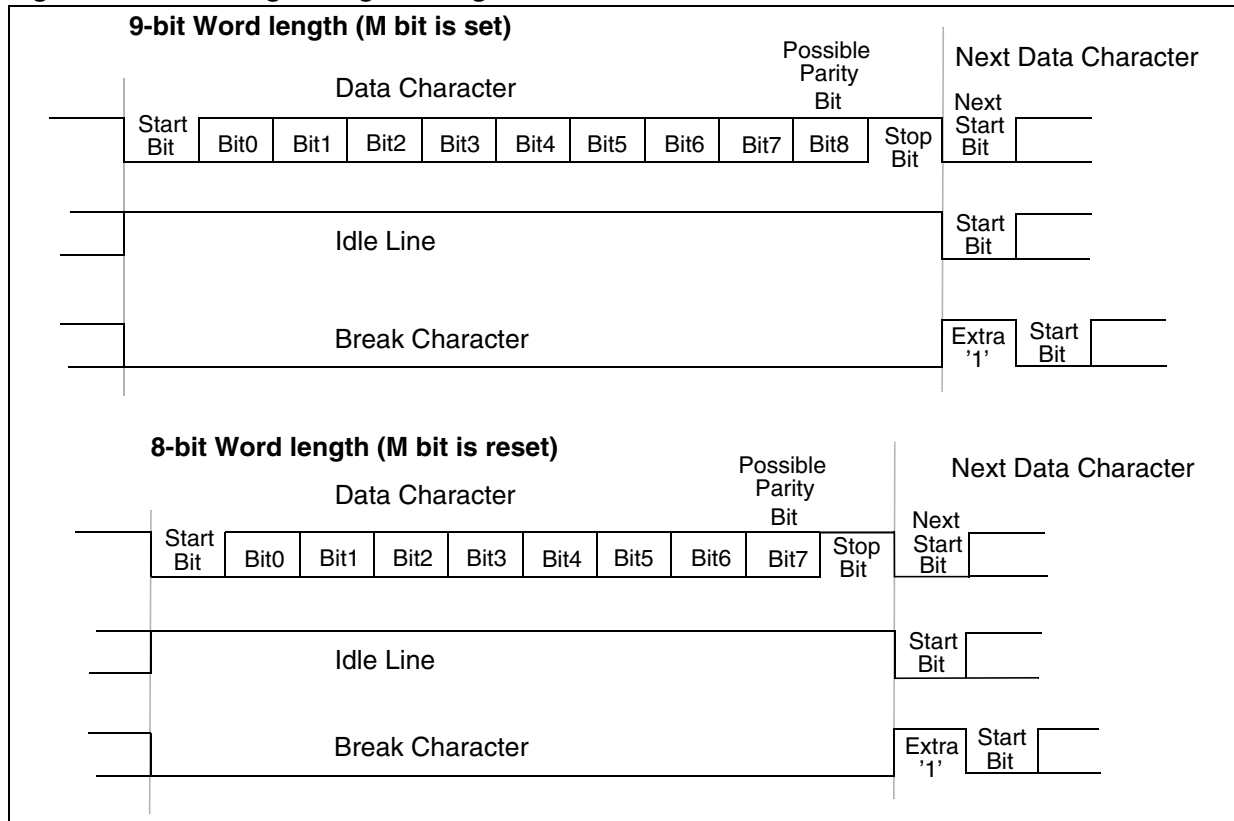 9-bit Word length (M bit is set)
Possible
Parity
Bit
Next Data Character
Data Character
Start
Bit
Bit0
Bit1
Bit2
Bit3
Bit4
Bit5
Bit6
Bit7
Bit8
Stop
Bit
Next
Start
Bit
Idle Line
Start
Bit
Break Character
Extra
'1'
Start
Bit
8-bit Word length (M bit is reset)
Possible
Parity
Bit
Next Data Character
Data Character
Start
Bit
Bit0
Bit1
Bit2
Bit3
Bit4
Bit5
Bit6
Bit7
Stop
Bit
Next
Start
Bit
Idle Line
Start
Bit
Break Character
Extra
'1'
Start
Bit